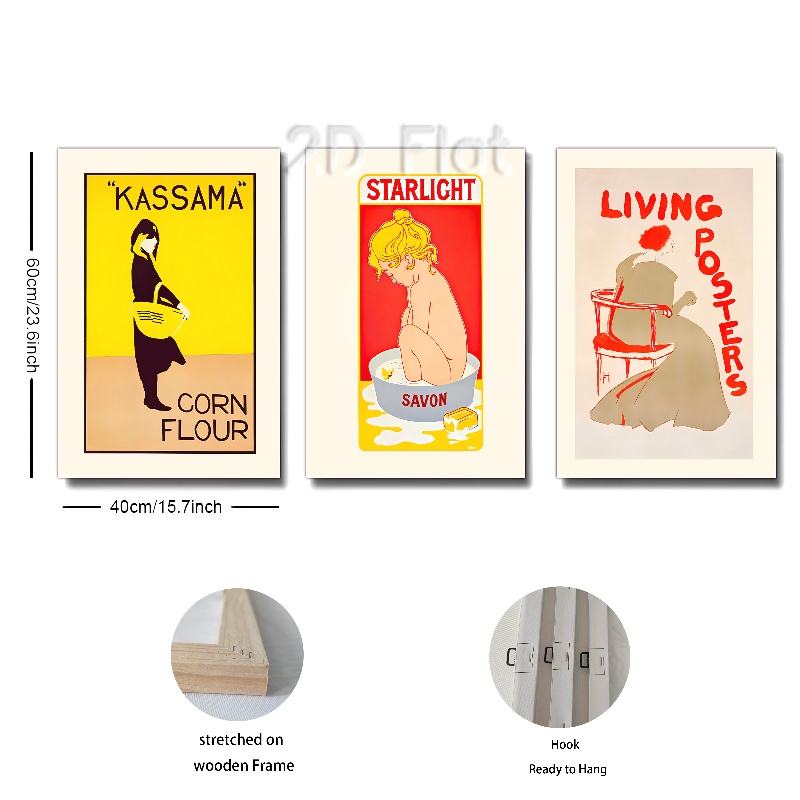 2D Flat
"KASSAMA"
CORN
FLOUR
STARLIGHT
SAVON
LIVING
POSTERS
60cm/23.6inch
40cm/15.7inch
stretched on
wooden Frame
Hook
Ready to Hang